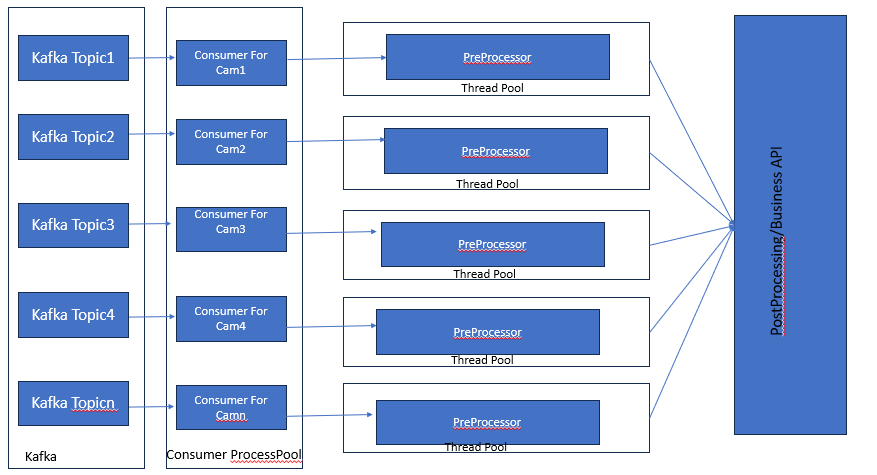 Kafka Topic1
Consumer For
Cam1
PreProcessor
Thread Pool
Kafka Topic2
Consumer For
Cam2
PreProcessor
Thread Pool
Kafka Topic3
Consumer For
Cam3
PreProcessor
Thread Pool
Kafka Topic4
Consumer For
Cam4
PreProcessor
Thread Pool
Kafka Topicn
Consumer For
Camn
PreProcessor
Thread Pool
Kafka
Consumer ProcessPool
PostProcessing/Business API